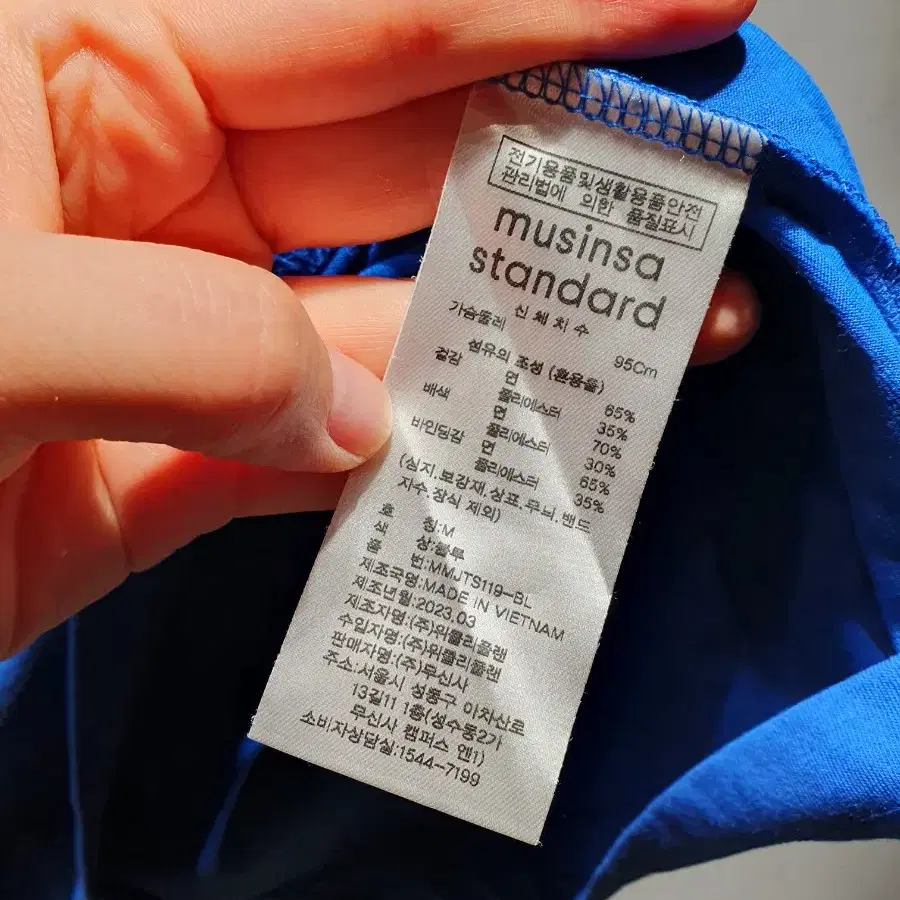 전기용품및생활용품안전
관리법에 의한 품질표시
musinsa
standard
신체치수
가슴둘레 95Cm
섬유의 조성 (혼용율)
겉감 면 65%
폴리에스터 35%
배색 면 70%
폴리에스터 30%
바인딩감 면 65%
폴리에스터 35%
(심지,보강재,상표,무늬,밴드
자수,장식 제외)
호 칭:M
색 상:블루
품 번:MMJTS119-BL
제조국명:MADE IN VIETNAM
제조년월:2023.03
제조자명:(주)위클리플랜
수입자명:(주)위클리플랜
판매자명:(주)무신사
주소:서울시 성동구 아차산로
13길11 1층(성수동2가
무신사 캠퍼스 엔1)
소비자상담실:1544-7199